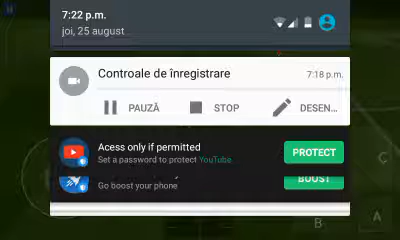 7:22 p.m.
joi, 25 august
Controale de înregistrare
7:18 p.m.
PAUZĂ
STOP
DESEN...
Acess only if permitted
Set a password to protect YouTube
PROTECT
Go boost your phone
BOOST
C
A
B